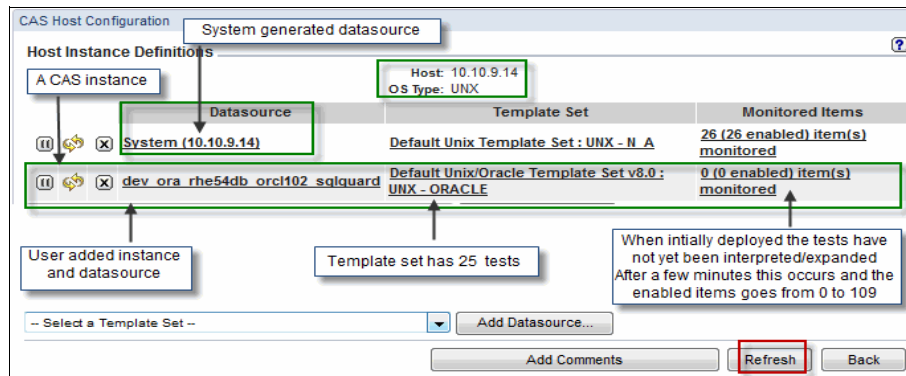 CAS Host Configuration
System generated datasource
Host Instance Definitions
?
A CAS instance
Host: 10.10.9.14
OS Type: UNX
Datasource Template Set Monitored Items
System (10.10.9.14) Default Unix Template Set : UNX - N_A 26 (26 enabled) item(s)
monitored
dev_ora_rhe54db_orcl102_sqlguard Default Unix/Oracle Template Set v8.0 : 0 (0 enabled) item(s)
UNX - ORACLE monitored
User added instance
and datasource
Template set has 25 tests
When intially deployed the tests have
not yet been interpreted/expanded
After a few minutes this occurs and the
enabled items goes from 0 to 109
-- Select a Template Set -- Add Datasource...
Add Comments Refresh Back